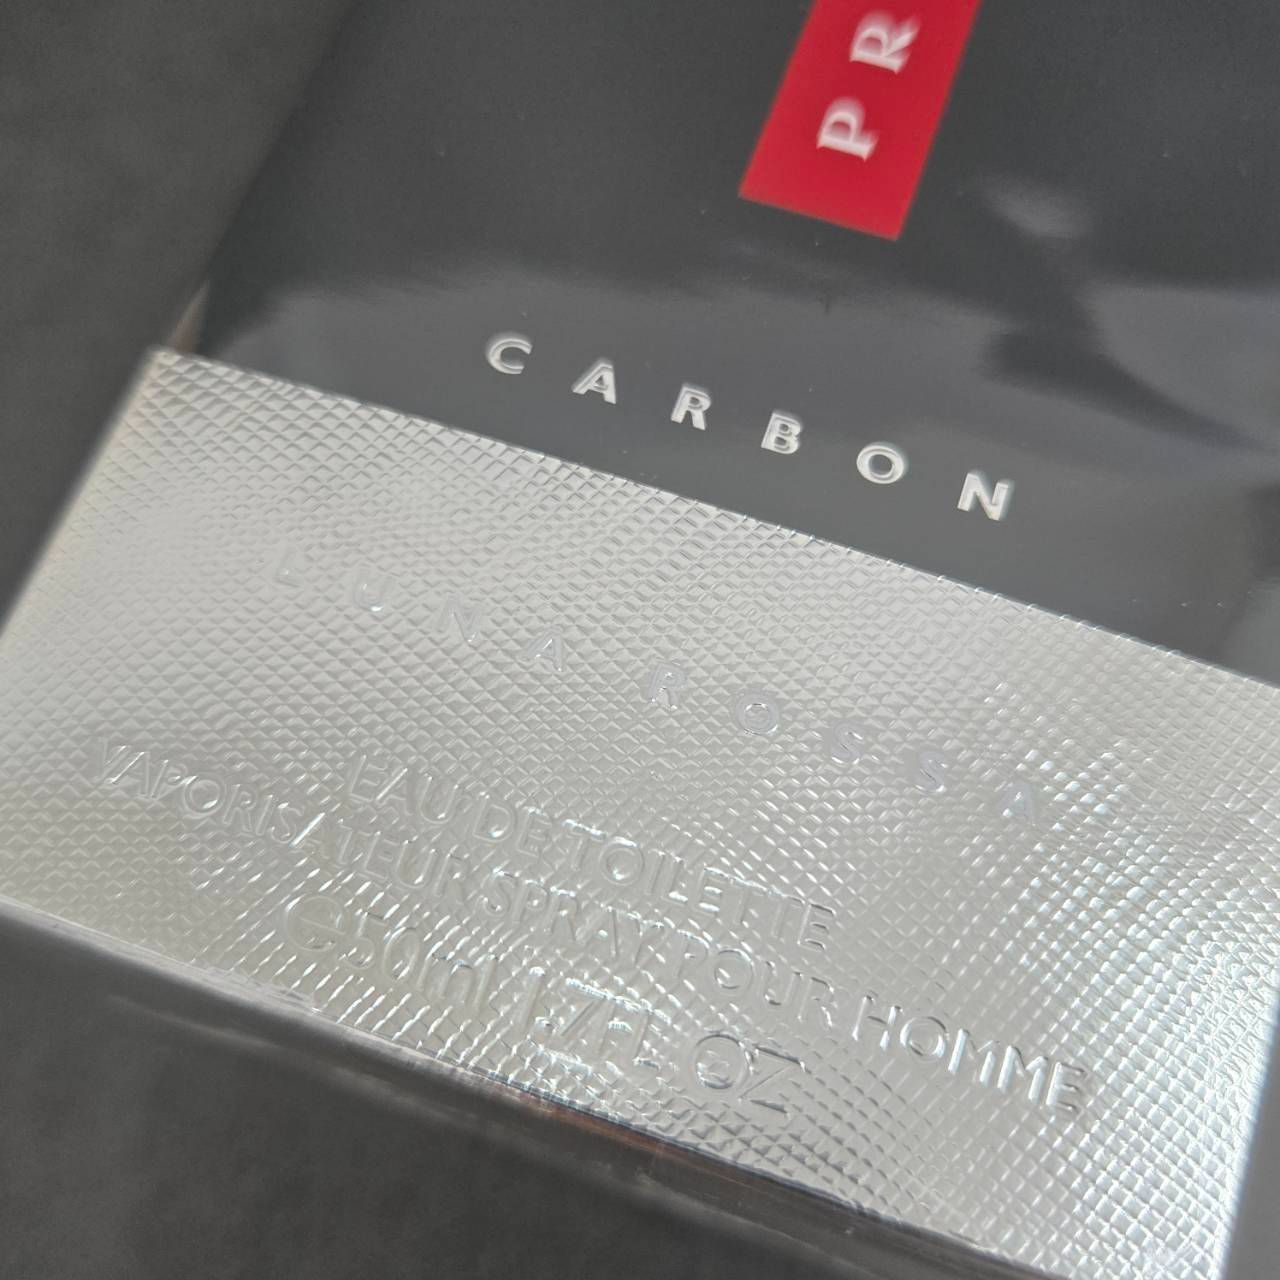 PR
CARBON
LUNA ROSSA
EAU DE TOILETTE
VAPORISATEUR SPRAY POUR HOMME
℮50ml 1.7FL OZ